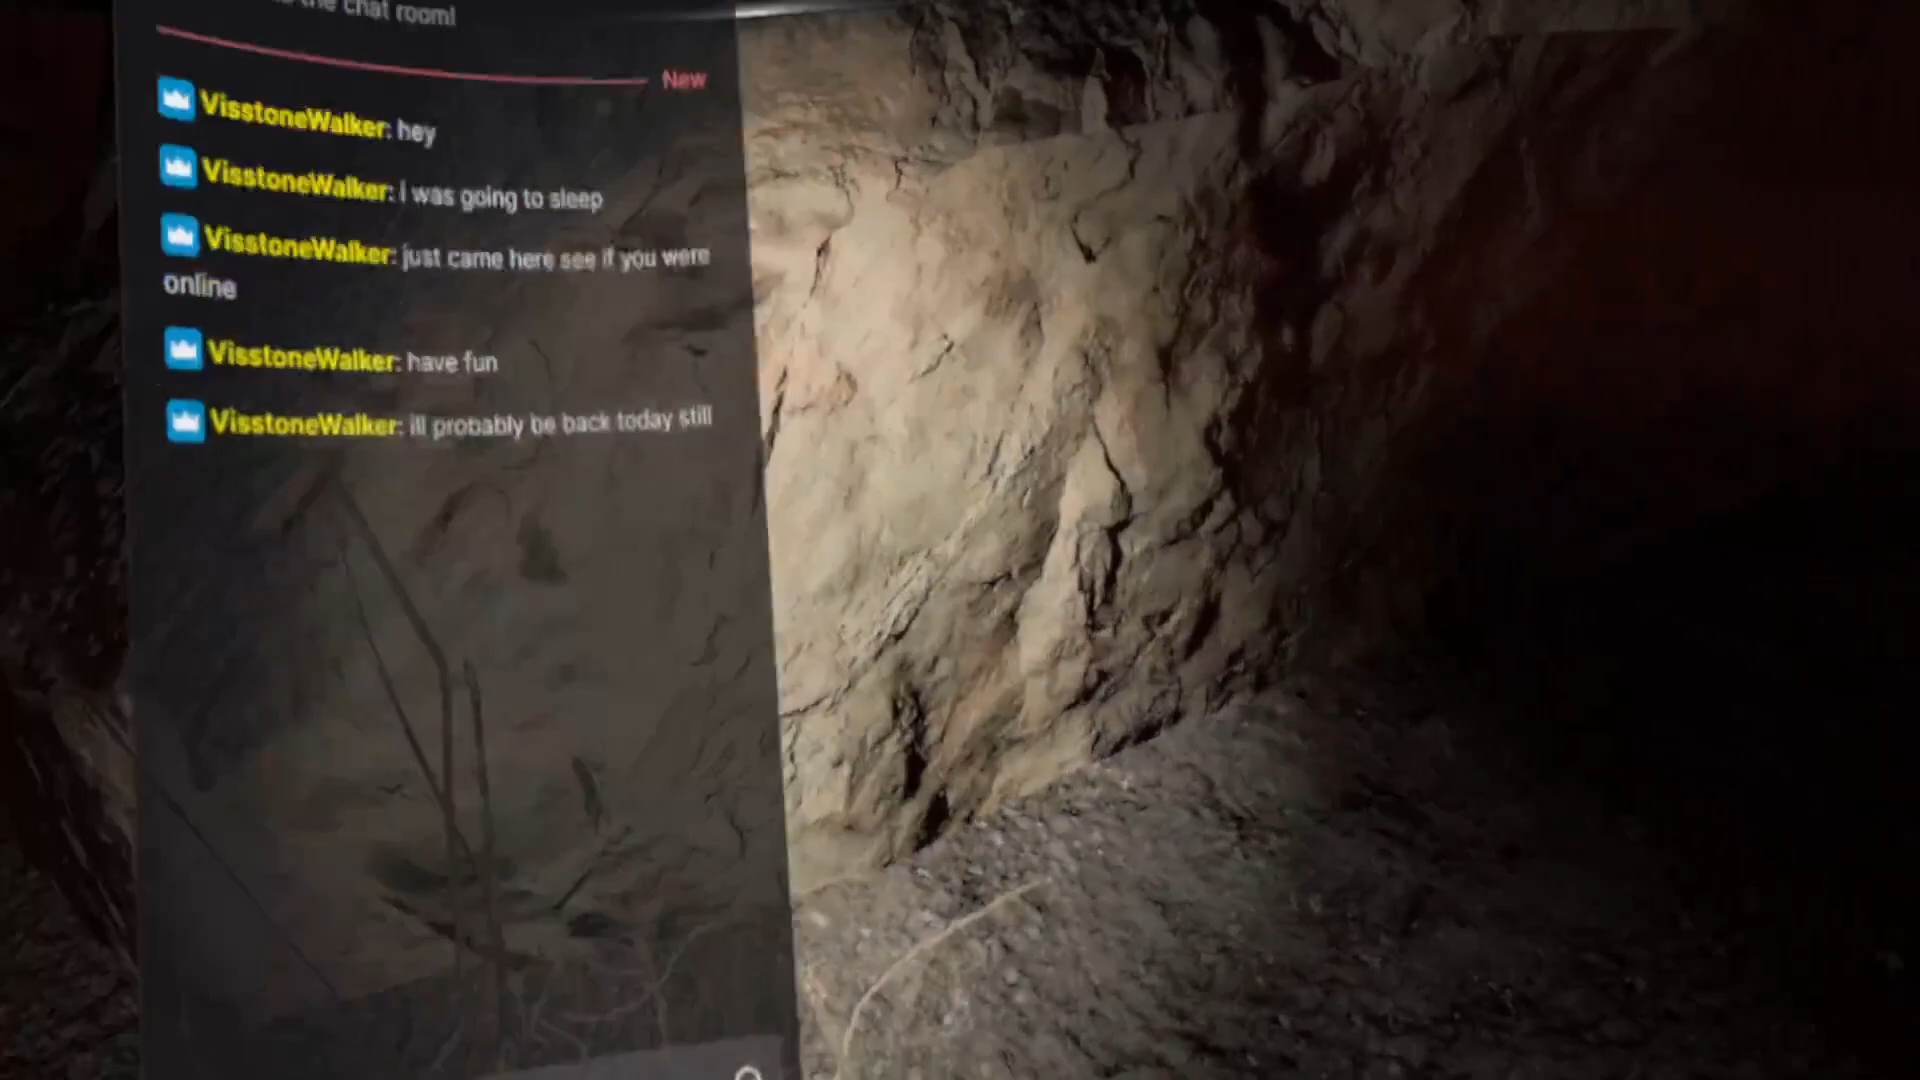 the chat room!
New
VisstoneWalker: hey
VisstoneWalker: I was going to sleep
VisstoneWalker: just came here see if you were
online
VisstoneWalker: have fun
VisstoneWalker: ill probably be back today still